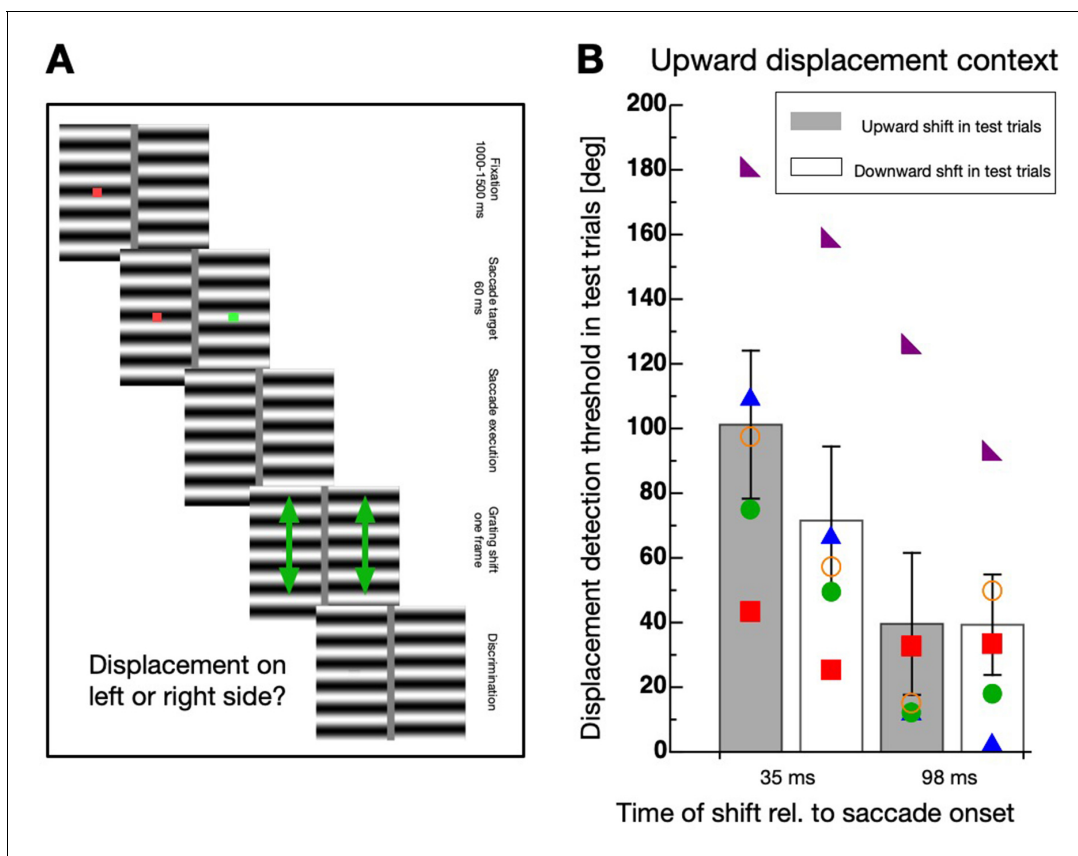 A
Fixation
1000-1500 ms
Saccade target
60 ms
Saccade execution
Grating shift
one frame
Discrimination
Displacement on
left or right side?
B
Upward displacement context
Upward shift in test trials
Downward shft in test trials
Displacement detection threshold in test trials [deg]
200
180
160
140
120
100
80
60
40
20
0
35 ms
98 ms
Time of shift rel. to saccade onset